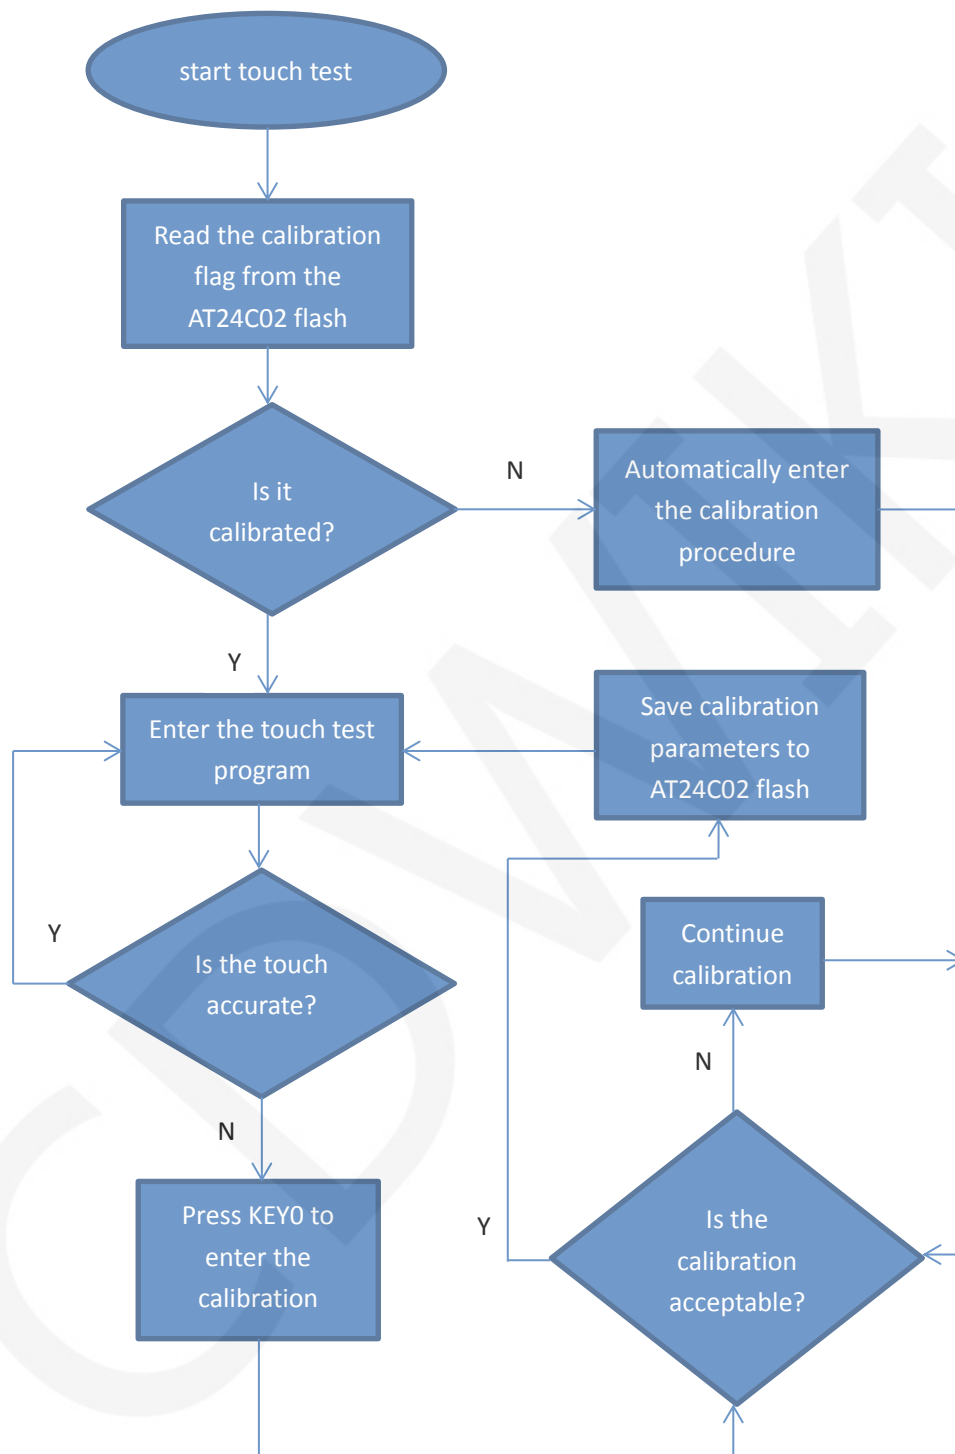 start touch test
Read the calibration
flag from the
AT24C02 flash
Is it
calibrated?
N
Automatically enter
the calibration
procedure
Y
Enter the touch test
program
Save calibration
parameters to
AT24C02 flash
Y
Is the touch
accurate?
Continue
calibration
N
N
Press KEY0 to
enter the
calibration
Y
Is the
calibration
acceptable?